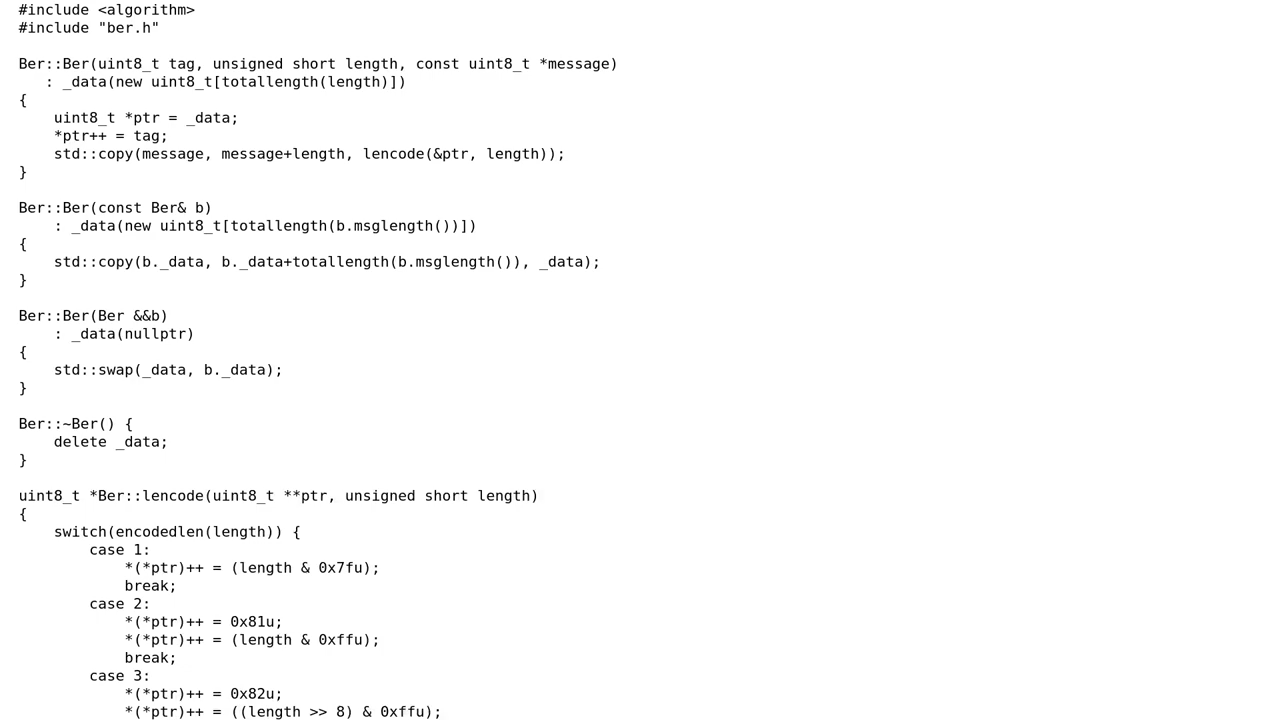 #include <algorithm>
#include "ber.h"

Ber::Ber(uint8_t tag, unsigned short length, const uint8_t *message)
   : _data(new uint8_t[totallength(length)])
{
    uint8_t *ptr = _data;
    *ptr++ = tag;
    std::copy(message, message+length, lencode(&ptr, length));
}

Ber::Ber(const Ber& b)
    : _data(new uint8_t[totallength(b.msglength())])
{
    std::copy(b._data, b._data+totallength(b.msglength()), _data);
}

Ber::Ber(Ber &&b)
    : _data(nullptr)
{
    std::swap(_data, b._data);
}

Ber::~Ber() {
    delete _data;
}

uint8_t *Ber::lencode(uint8_t **ptr, unsigned short length)
{
    switch(encodedlen(length)) {
        case 1:
            *(*ptr)++ = (length & 0x7fu);
            break;
        case 2:
            *(*ptr)++ = 0x81u;
            *(*ptr)++ = (length & 0xffu);
            break;
        case 3:
            *(*ptr)++ = 0x82u;
            *(*ptr)++ = ((length >> 8) & 0xffu);